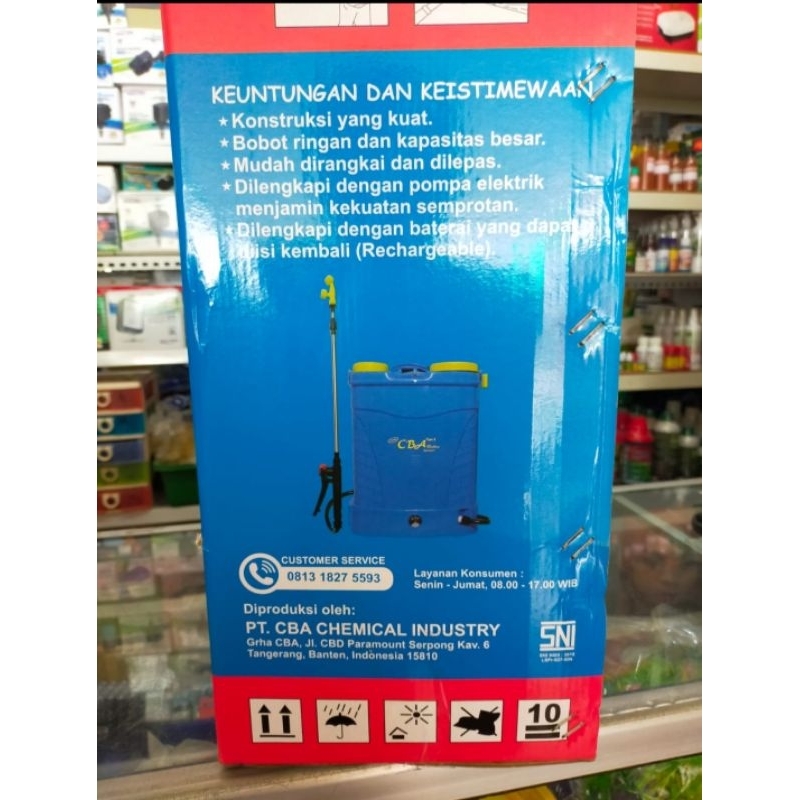 KEUNTUNGAN DAN KEISTIMEWAAN
★ Konstruksi yang kuat.
★ Bobot ringan dan kapasitas besar.
★ Mudah dirangkai dan dilepas.
★ Dilengkapi dengan pompa elektrik
menjamin kekuatan semprotan.
★ Dilengkapi dengan baterai yang dapat
diisi kembali (Rechargeable).
CBA
CUSTOMER SERVICE
0813 1827 5593
Layanan Konsumen :
Senin - Jumat, 08.00 - 17.00 WIB
Diproduksi oleh:
PT. CBA CHEMICAL INDUSTRY
Grha CBA, Jl. CBD Paramount Serpong Kav. 6
Tangerang, Banten, Indonesia 15810
SNI
10